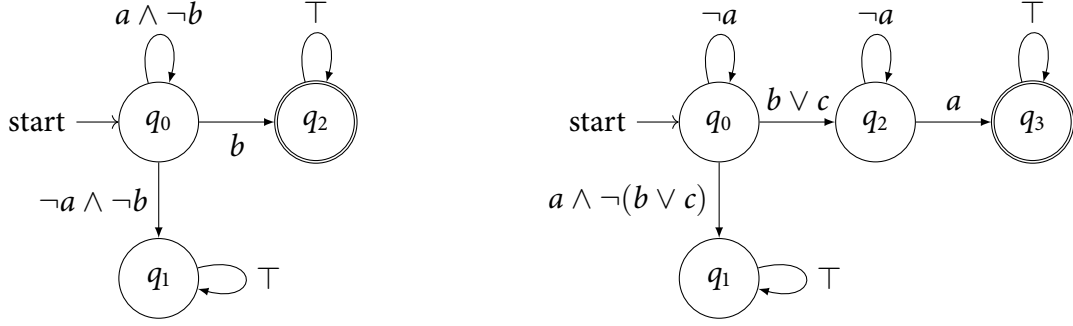 a ∧ ¬b
⊤
start
q0
b
q2
¬a ∧ ¬b
q1
⊤
¬a
¬a
⊤
start
q0
b ∨ c
q2
a
q3
a ∧ ¬(b ∨ c)
q1
⊤